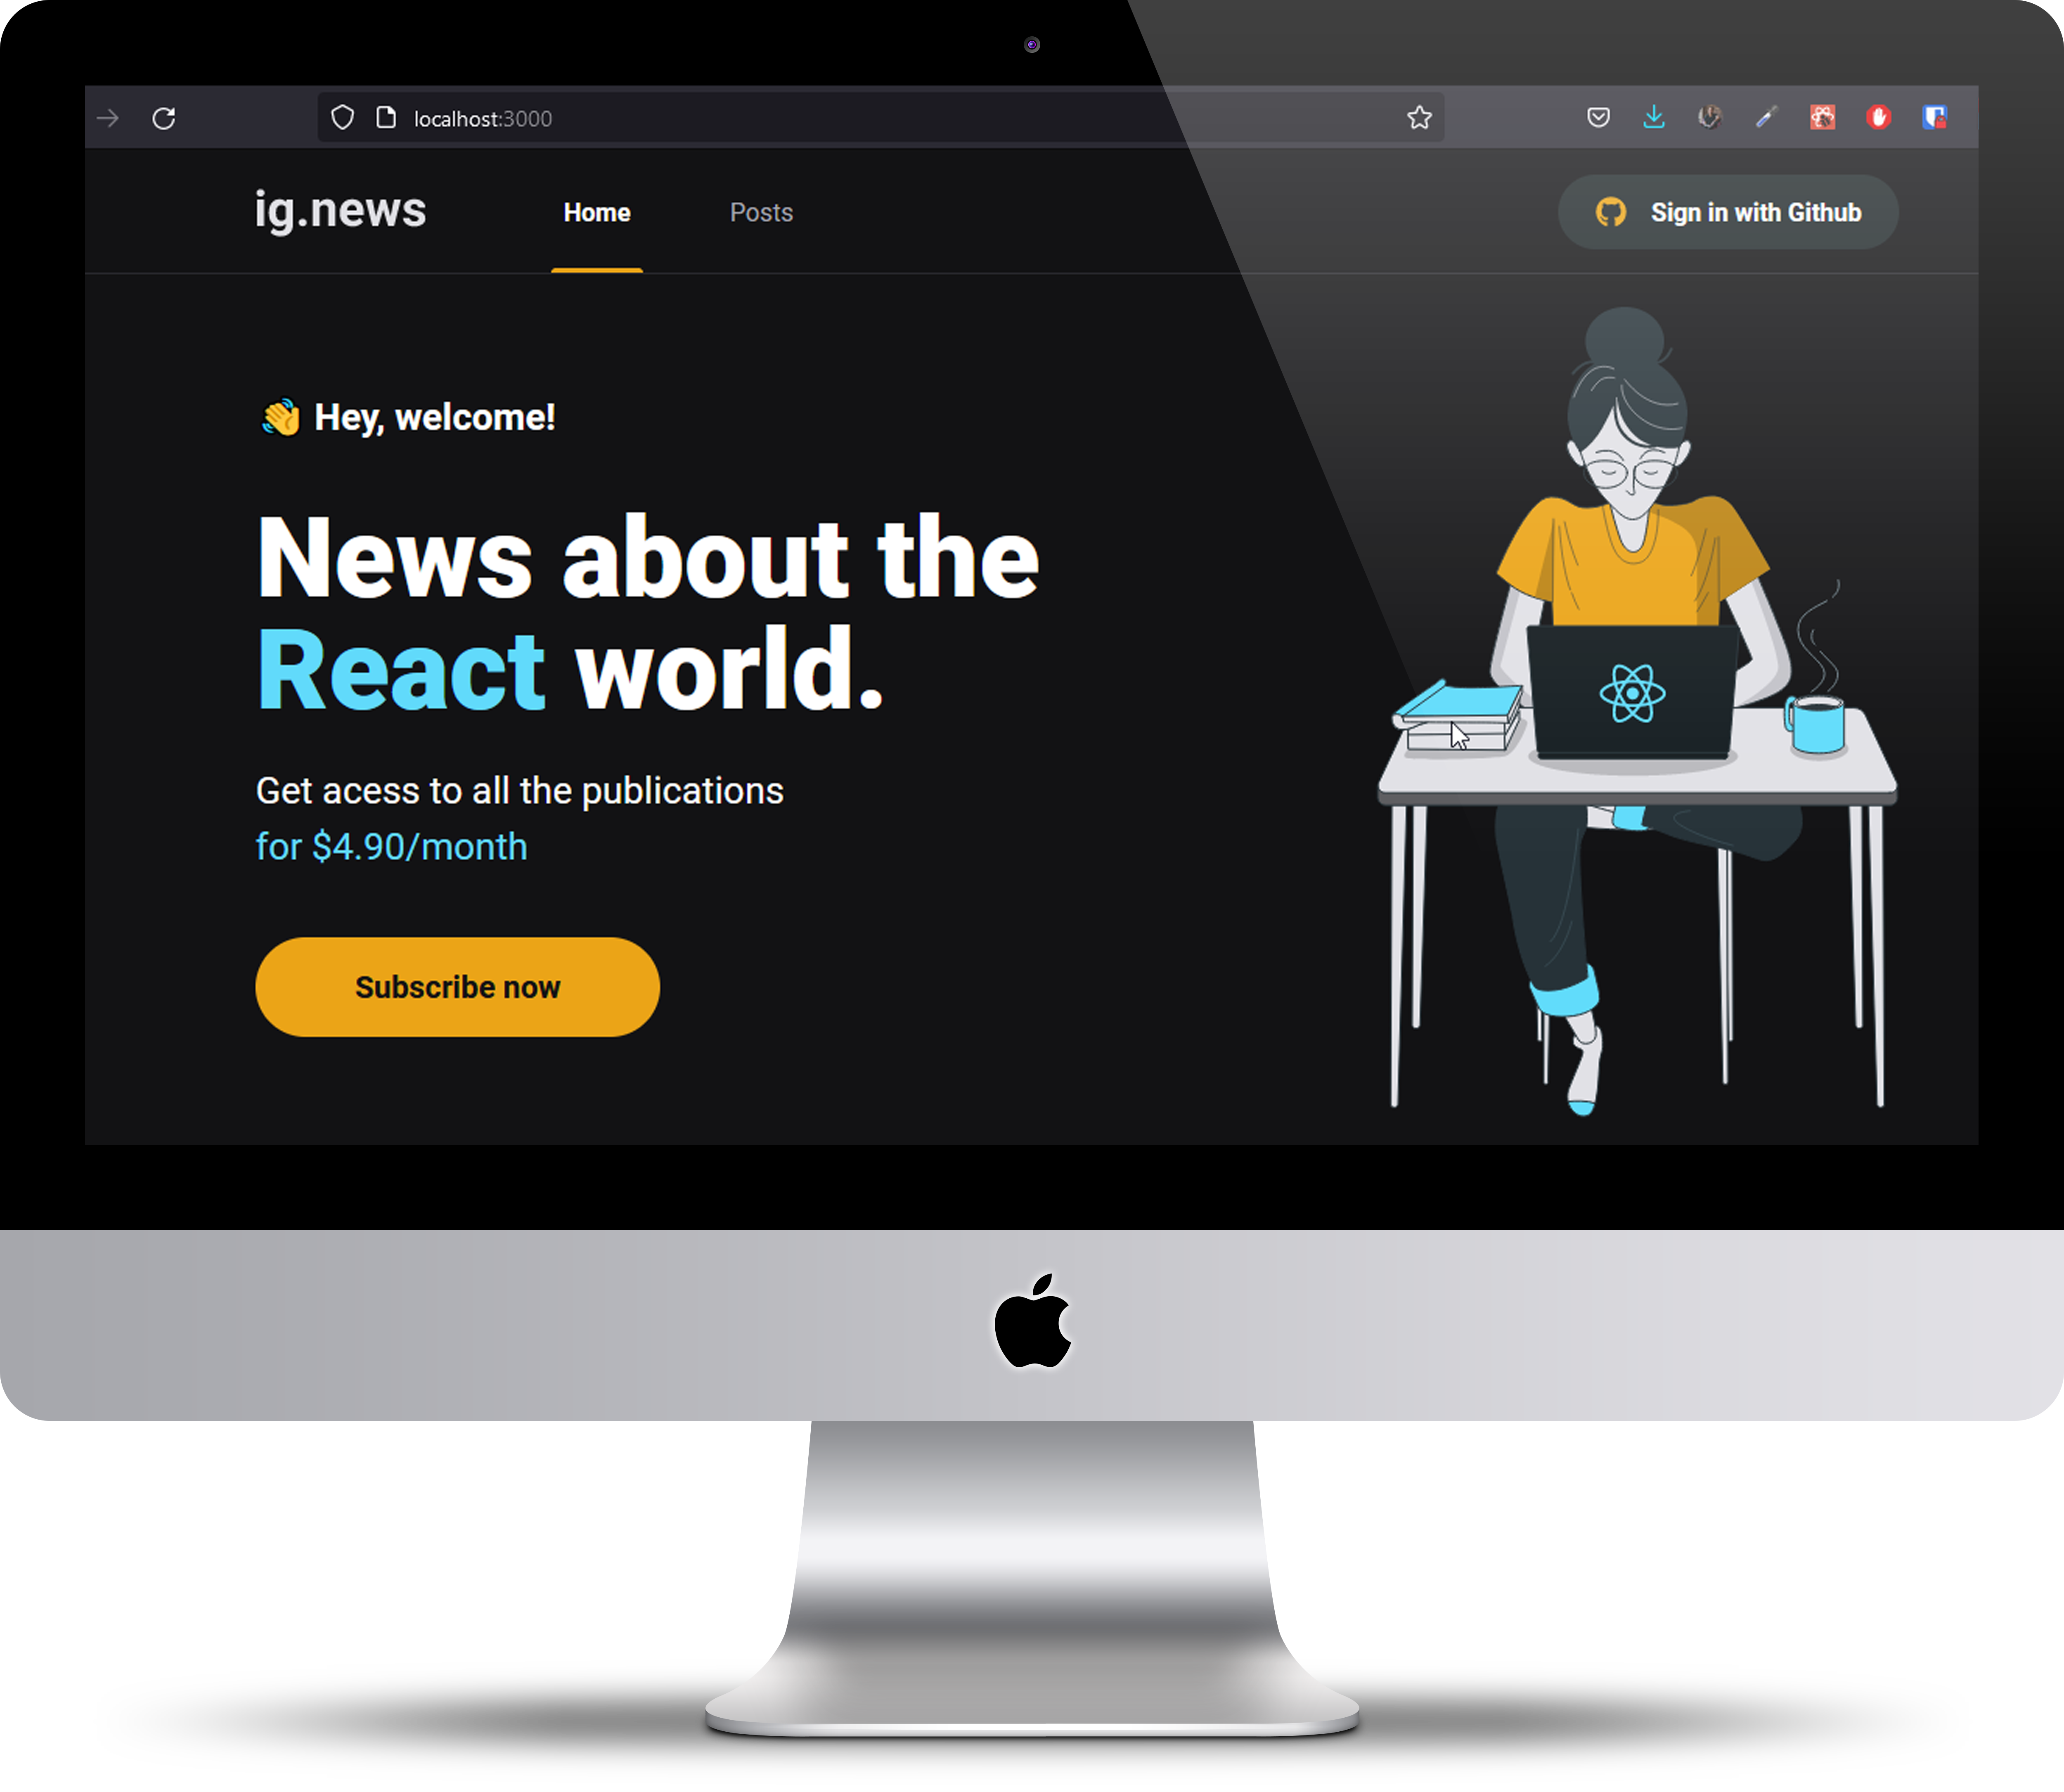 localhost:3000
ig.news
Home
Posts
Sign in with Github
👋 Hey, welcome!
News about the
React world.
Get acess to all the publications
for $4.90/month
Subscribe now